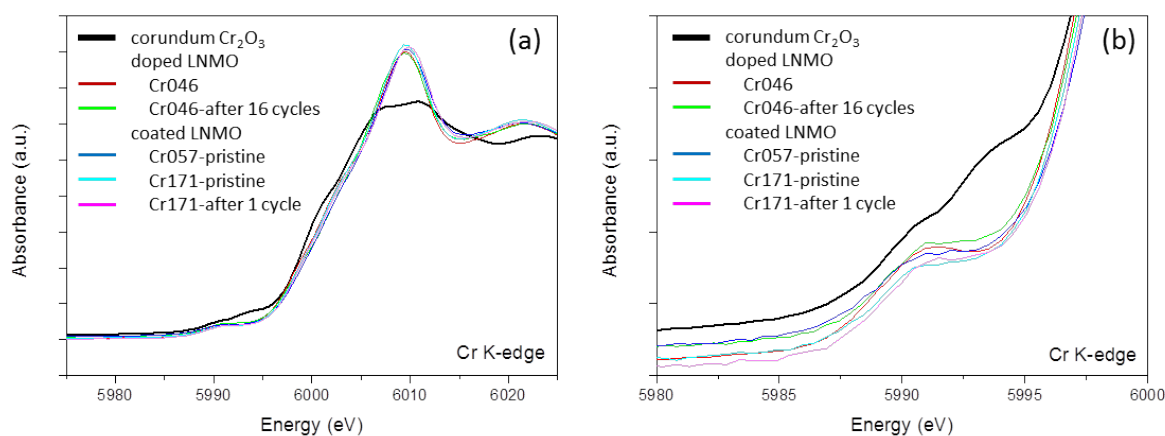 (a)
corundum Cr₂O₃
doped LNMO
Cr046
Cr046-after 16 cycles
coated LNMO
Cr057-pristine
Cr171-pristine
Cr171-after 1 cycle
Absorbance (a.u.)
Cr K-edge
5980 5990 6000 6010 6020
Energy (eV)
(b)
corundum Cr₂O₃
doped LNMO
Cr046
Cr046-after 16 cycles
coated LNMO
Cr057-pristine
Cr171-pristine
Cr171-after 1 cycle
Absorbance (a.u.)
Cr K-edge
5980 5985 5990 5995 6000
Energy (eV)